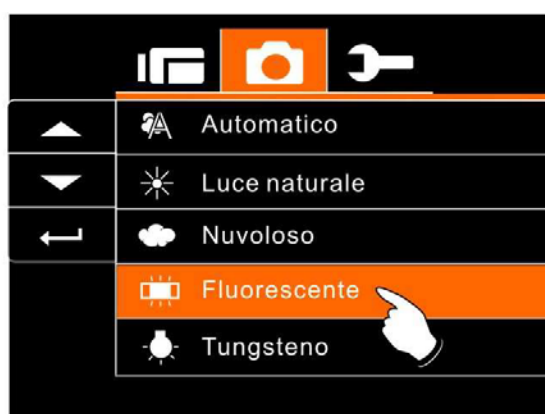 Automatico
Luce naturale
Nuvoloso
Fluorescente
Tungsteno